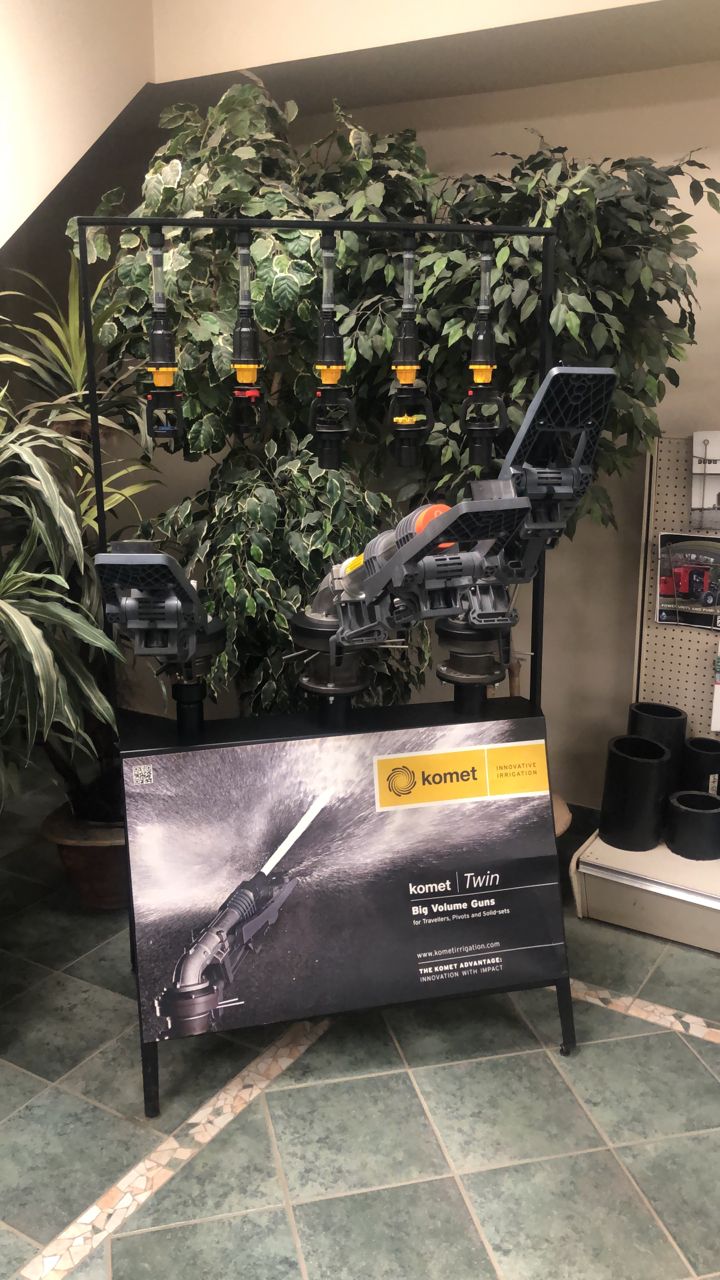 komet
INNOVATIVE
IRRIGATION
komet Twin
Big Volume Guns
for Travellers, Pivots and Solid-sets
www.kometirrigation.com
THE KOMET ADVANTAGE:
INNOVATION WITH IMPACT